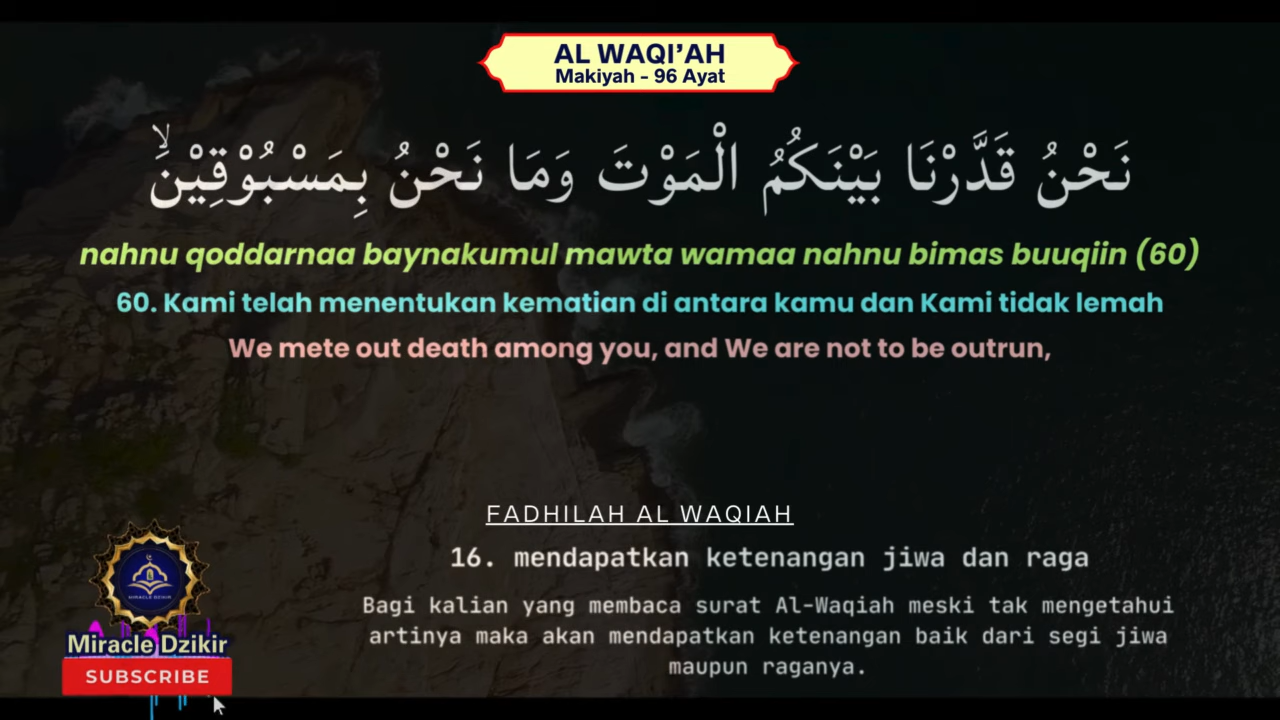 AL WAQI’AH
Makiyah - 96 Ayat
نَحْنُ قَدَّرْنَا بَيْنَكُمُ الْمَوْتَ وَمَا نَحْنُ بِمَسْبُوْقِيْنَۙ
nahnu qoddarnaa baynakumul mawta wamaa nahnu bimas buuqiin (60)
60. Kami telah menentukan kematian di antara kamu dan Kami tidak lemah
We mete out death among you, and We are not to be outrun,
FADHILAH AL WAQIAH
16. mendapatkan ketenangan jiwa dan raga
Bagi kalian yang membaca surat Al-Waqiah meski tak mengetahui
artinya maka akan mendapatkan ketenangan baik dari segi jiwa
maupun raganya.
MIRACLE DZIKIR
Miracle Dzikir
SUBSCRIBE